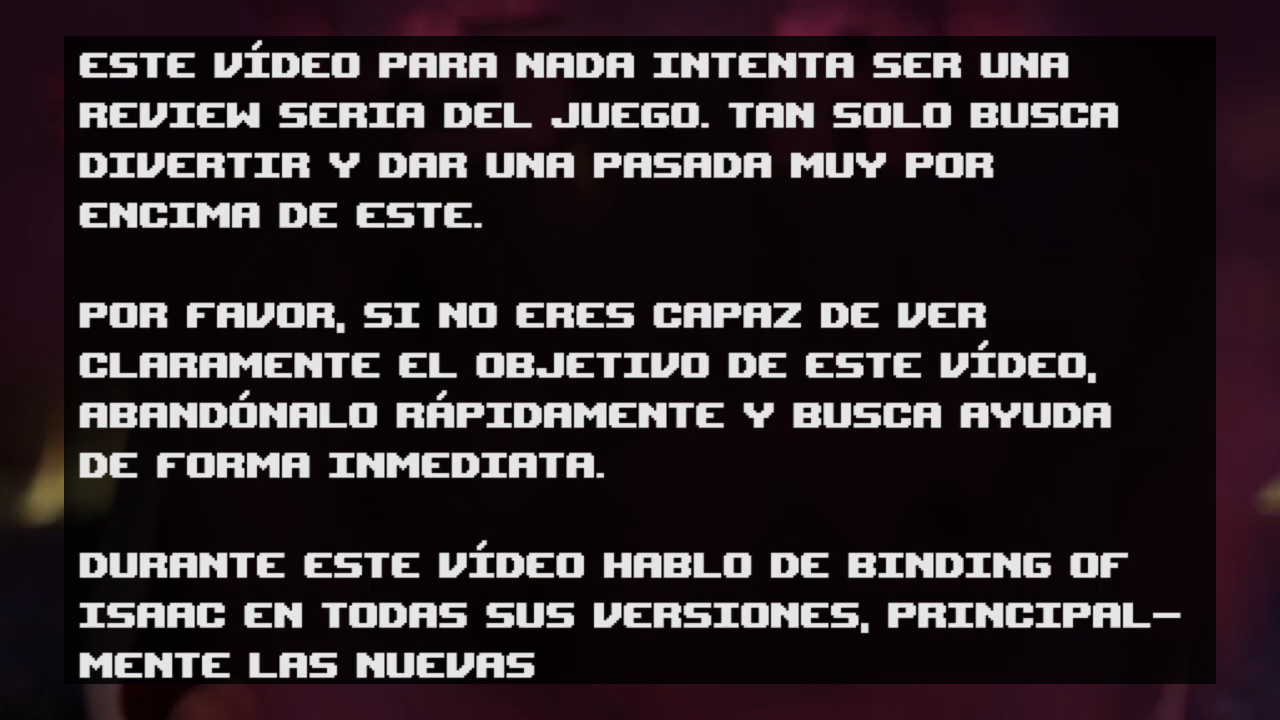 ESTE VÍDEO PARA NADA INTENTA SER UNA
REVIEW SERIA DEL JUEGO. TAN SOLO BUSCA
DIVERTIR Y DAR UNA PASADA MUY POR
ENCIMA DE ESTE.
POR FAVOR, SI NO ERES CAPAZ DE VER
CLARAMENTE EL OBJETIVO DE ESTE VÍDEO,
ABANDÓNALO RÁPIDAMENTE Y BUSCA AYUDA
DE FORMA INMEDIATA.
DURANTE ESTE VÍDEO HABLO DE BINDING OF
ISAAC EN TODAS SUS VERSIONES, PRINCIPAL-
MENTE LAS NUEVAS